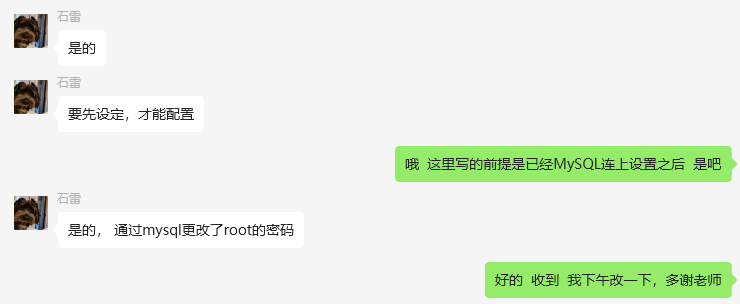 石雷
是的
石雷
要先设定，才能配置
哦  这里写的前提是已经MySQL连上设置之后  是吧
石雷
是的， 通过mysql更改了root的密码
好的  收到  我下午改一下，多谢老师